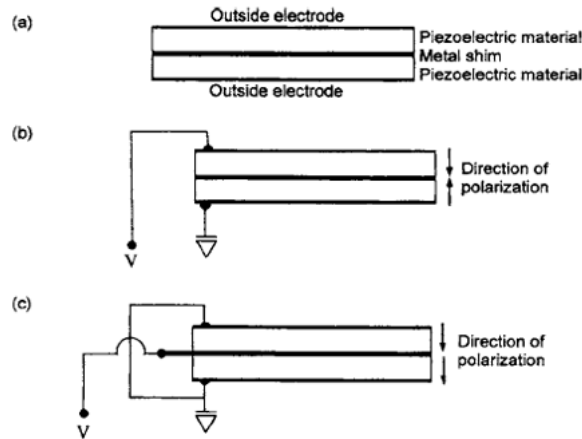 (a)
Outside electrode
Piezoelectric material
Metal shim
Piezoelectric material
Outside electrode
(b)
Direction of
polarization
V
(c)
Direction of
polarization
V